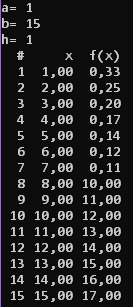 a= 1
b= 15
h= 1
# x f(x)
1 1,00 0,33
2 2,00 0,25
3 3,00 0,20
4 4,00 0,17
5 5,00 0,14
6 6,00 0,12
7 7,00 0,11
8 8,00 10,00
9 9,00 11,00
10 10,00 12,00
11 11,00 13,00
12 12,00 14,00
13 13,00 15,00
14 14,00 16,00
15 15,00 17,00